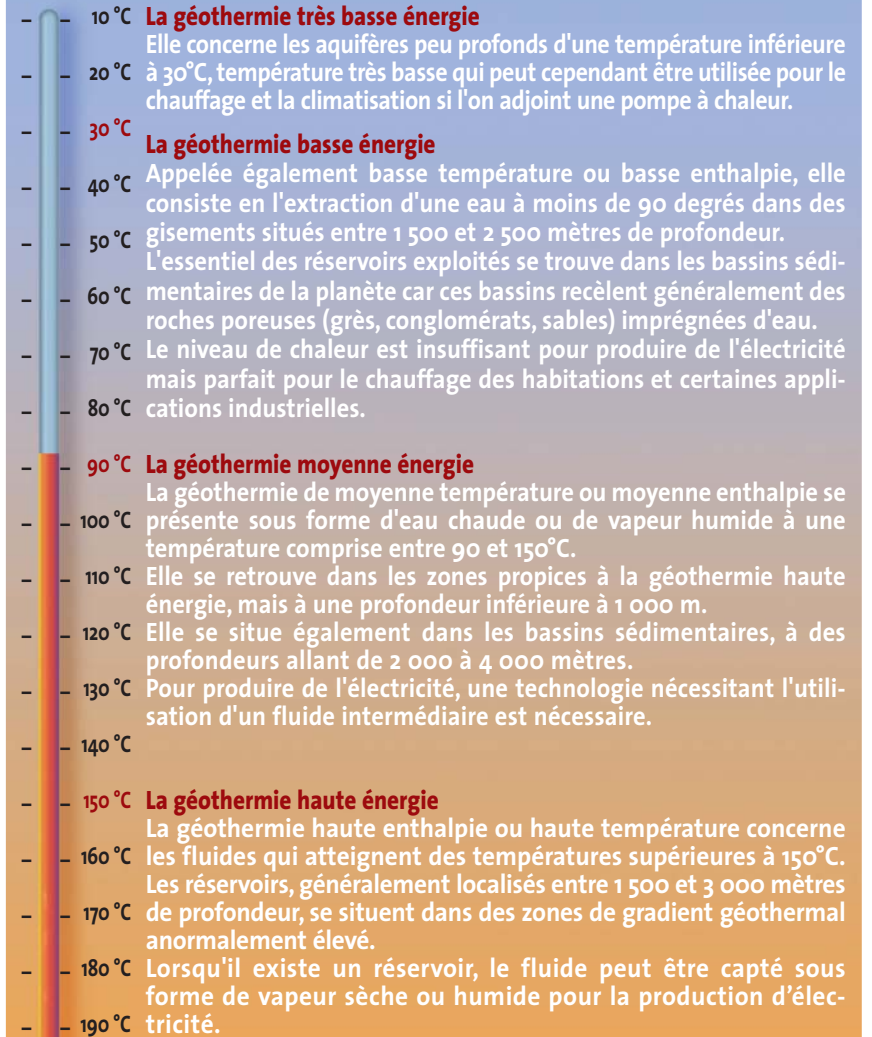 10 °C La géothermie très basse énergie
Elle concerne les aquifères peu profonds d'une température inférieure
20 °C à 30°C, température très basse qui peut cependant être utilisée pour le
chauffage et la climatisation si l'on adjoint une pompe à chaleur.
30 °C
La géothermie basse énergie
40 °C Appelée également basse température ou basse enthalpie, elle
consiste en l'extraction d'une eau à moins de 90 degrés dans des
50 °C gisements situés entre 1 500 et 2 500 mètres de profondeur.
L'essentiel des réservoirs exploités se trouve dans les bassins sédi-
60 °C mentaires de la planète car ces bassins recèlent généralement des
roches poreuses (grès, conglomérats, sables) imprégnées d'eau.
70 °C Le niveau de chaleur est insuffisant pour produire de l'électricité
mais parfait pour le chauffage des habitations et certaines appli-
80 °C cations industrielles.
90 °C La géothermie moyenne énergie
La géothermie de moyenne température ou moyenne enthalpie se
100 °C présente sous forme d'eau chaude ou de vapeur humide à une
température comprise entre 90 et 150°C.
110 °C Elle se retrouve dans les zones propices à la géothermie haute
énergie, mais à une profondeur inférieure à 1 000 m.
120 °C Elle se situe également dans les bassins sédimentaires, à des
profondeurs allant de 2 000 à 4 000 mètres.
130 °C Pour produire de l'électricité, une technologie nécessitant l'utili-
sation d'un fluide intermédiaire est nécessaire.
140 °C
150 °C La géothermie haute énergie
La géothermie haute enthalpie ou haute température concerne
160 °C les fluides qui atteignent des températures supérieures à 150°C.
Les réservoirs, généralement localisés entre 1 500 et 3 000 mètres
170 °C de profondeur, se situent dans des zones de gradient géothermal
anormalement élevé.
180 °C Lorsqu'il existe un réservoir, le fluide peut être capté sous
forme de vapeur sèche ou humide pour la production d'élec-
190 °C tricité.